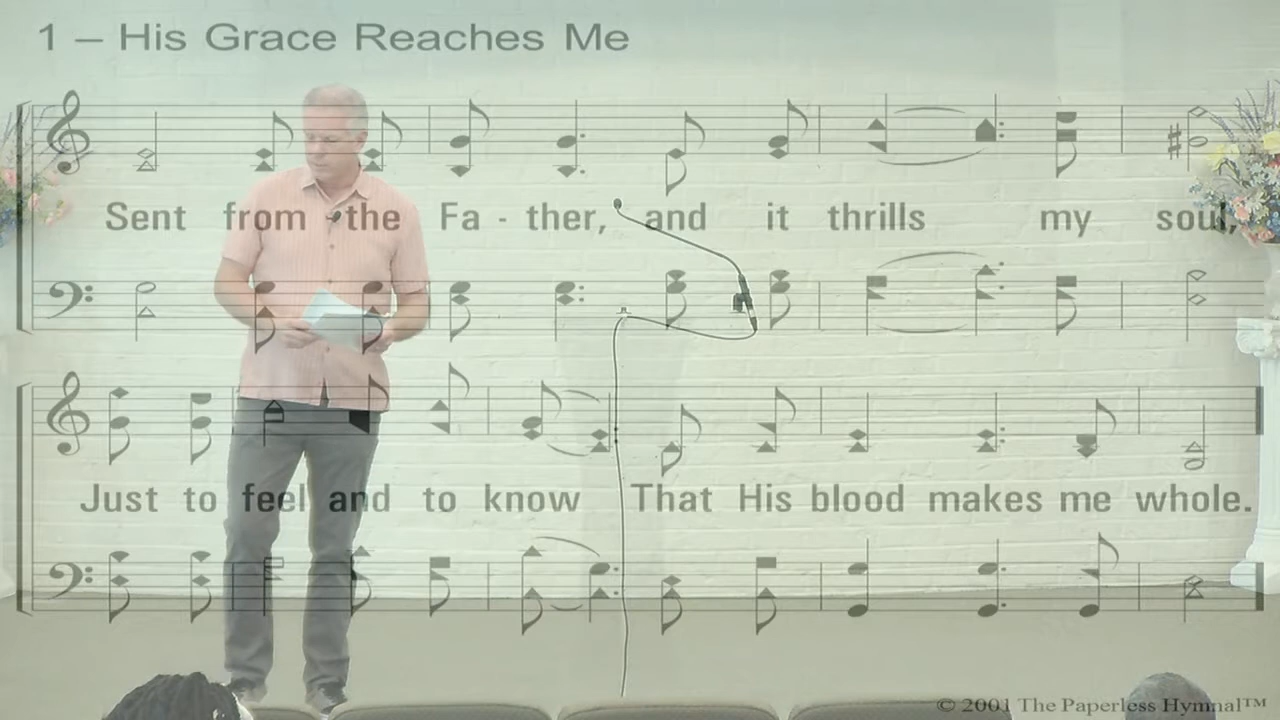 1 – His Grace Reaches Me
Sent from the Fa - ther, and it thrills my soul,
Just to feel and to know That His blood makes me whole.
© 2001 The Paperless Hymnal™